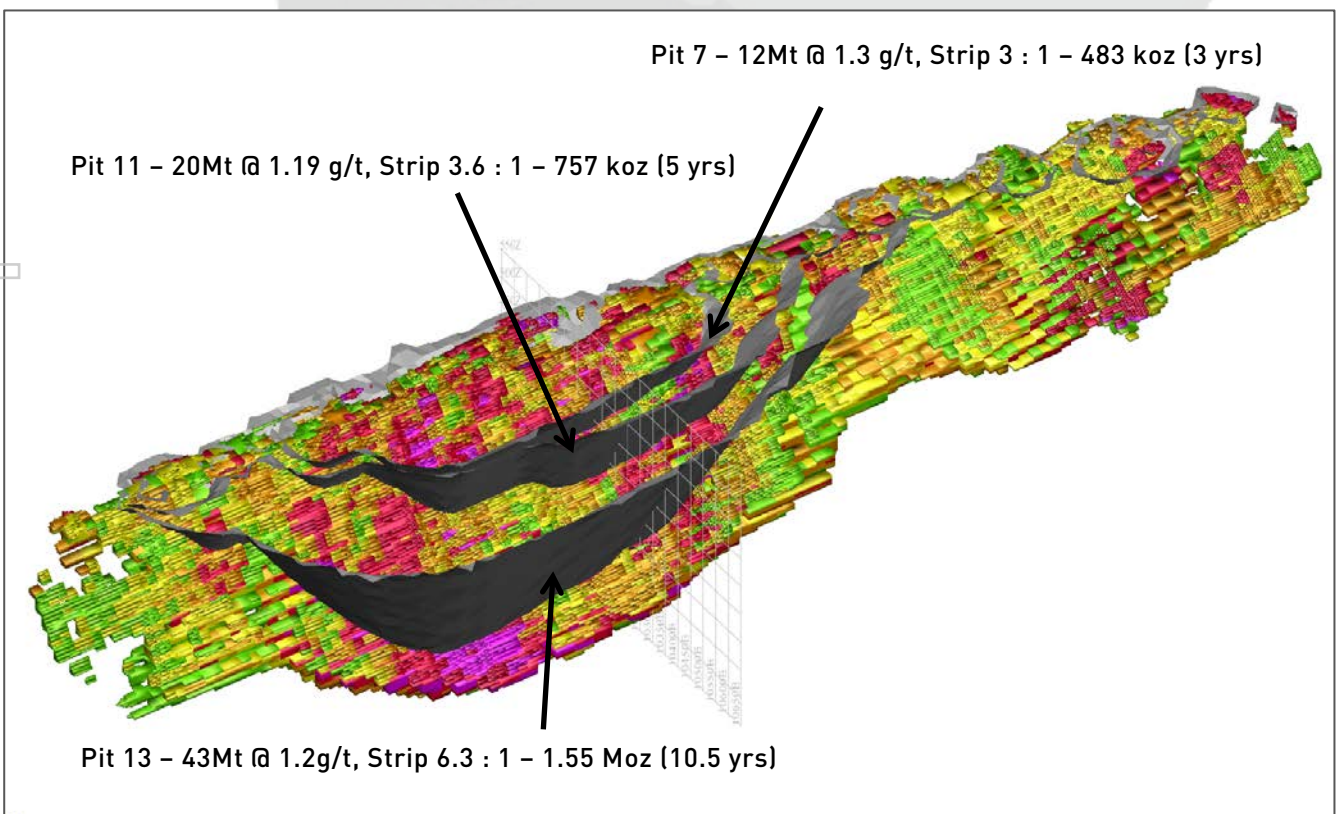 Pit 7 – 12Mt @ 1.3 g/t, Strip 3 : 1 – 483 koz (3 yrs)
Pit 11 – 20Mt @ 1.19 g/t, Strip 3.6 : 1 – 757 koz (5 yrs)
Pit 13 – 43Mt @ 1.2g/t, Strip 6.3 : 1 – 1.55 Moz (10.5 yrs)